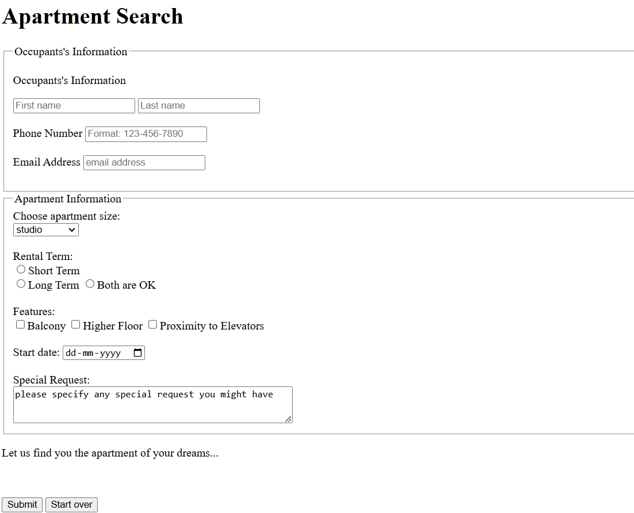 Apartment Search
Occupants's Information
Occupants's Information
First name Last name
Phone Number Format: 123-456-7890
Email Address email address
Apartment Information
Choose apartment size:
studio
Rental Term:
Short Term
Long Term Both are OK
Features:
Balcony Higher Floor Proximity to Elevators
Start date: dd-mm-yyyy
Special Request:
please specify any special request you might have
Let us find you the apartment of your dreams...
Submit Start over